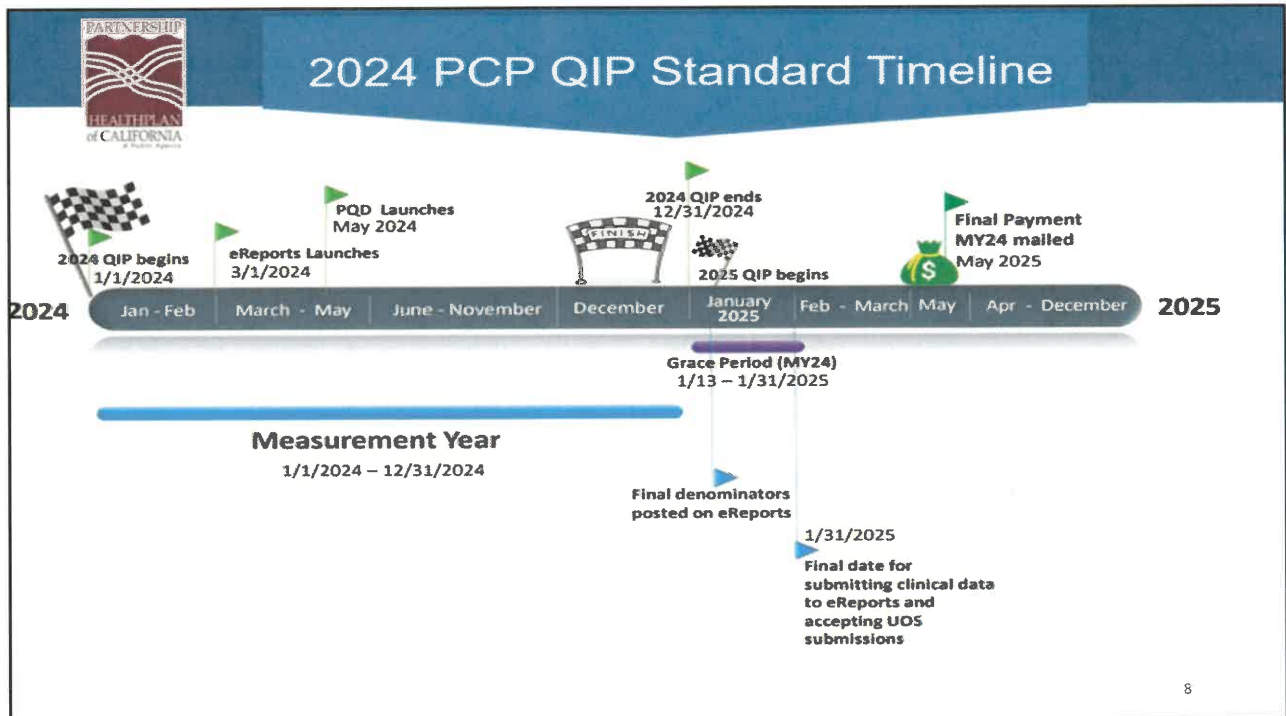 PARTNERSHIP
HEALTHPLAN
of CALIFORNIA
A Public Agency
2024 PCP QIP Standard Timeline
2024 QIP begins
1/1/2024
eReports Launches
3/1/2024
PQD Launches
May 2024
FINISH
2024 QIP ends
12/31/2024
2025 QIP begins
$
Final Payment
MY24 mailed
May 2025
2024
Jan - Feb
March - May
June - November
December
January
2025
Feb - March
May
Apr - December
2025
Grace Period (MY24)
1/13 – 1/31/2025
Measurement Year
1/1/2024 – 12/31/2024
Final denominators
posted on eReports
1/31/2025
Final date for
submitting clinical data
to eReports and
accepting UOS
submissions
8